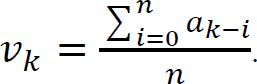 v_k = \frac{\sum_{i=0}^{n} a_{k-i}}{n}.